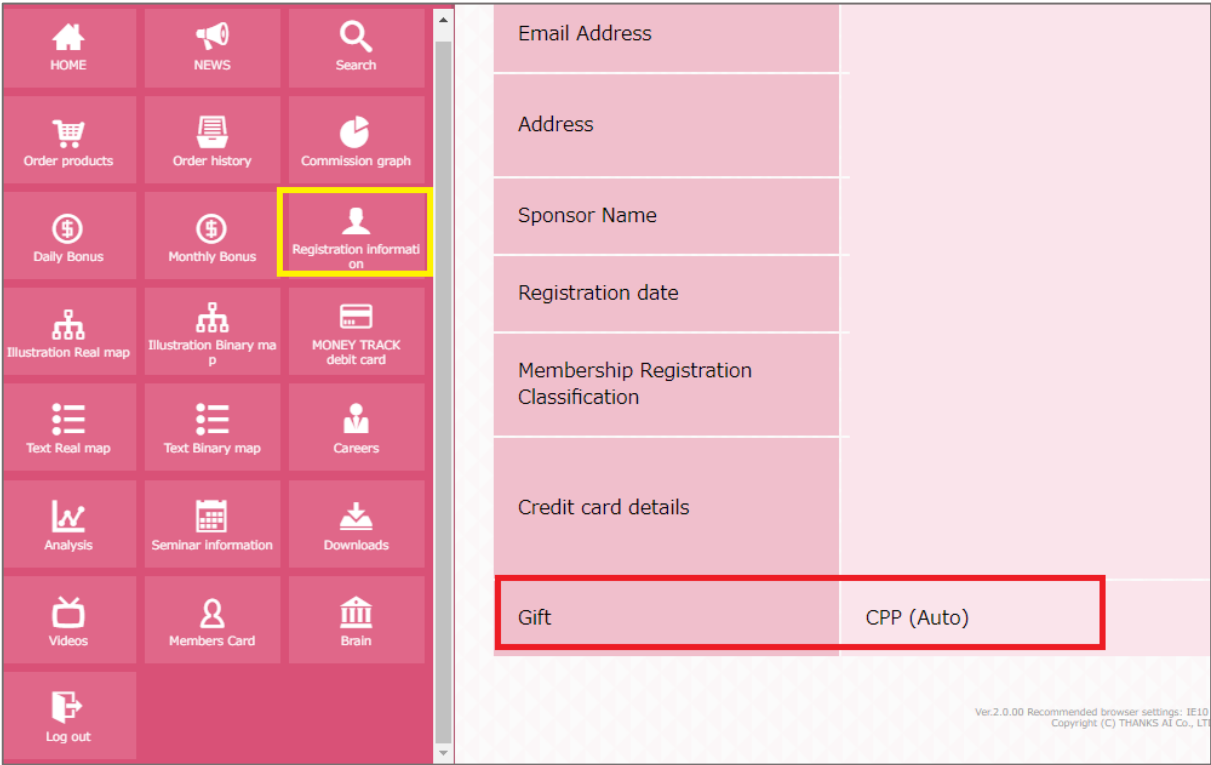 HOME
NEWS
Search
Order products
Order history
Commission graph
Daily Bonus
Monthly Bonus
Registration informati
on
Illustration Real map
Illustration Binary ma
p
MONEY TRACK
debit card
Text Real map
Text Binary map
Careers
Analysis
Seminar information
Downloads
Videos
Members Card
Brain
Log out
Email Address
Address
Sponsor Name
Registration date
Membership Registration
Classification
Credit card details
Gift
CPP (Auto)
Ver.2.0.00 Recommended browser settings: IE10
Copyright (C) THANKS AI Co., LT